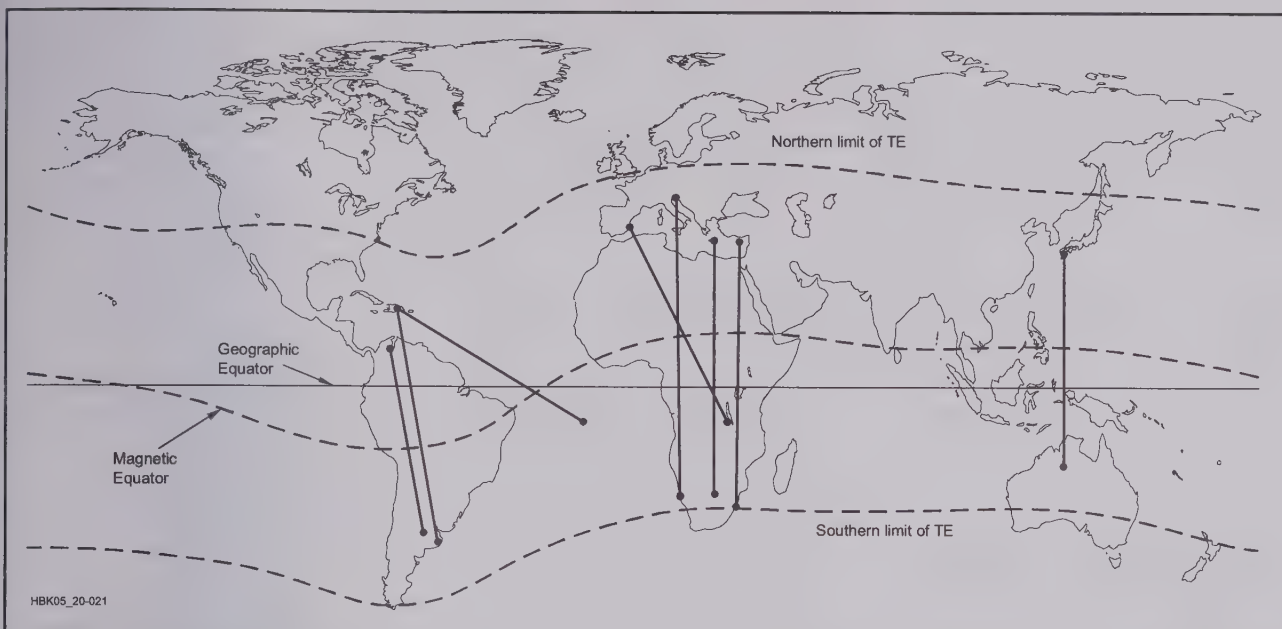 Northern limit of TE
Geographic
Equator
Magnetic
Equator
Southern limit of TE
HBK05_20-021